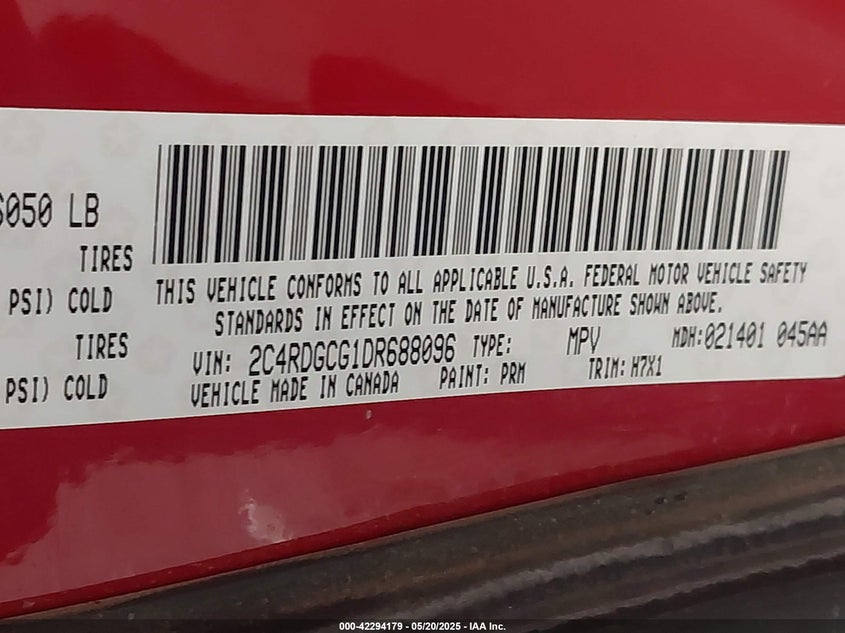 6050 LB
TIRES
PSI) COLD
TIRES
PSI) COLD
THIS VEHICLE CONFORMS TO ALL APPLICABLE U.S.A. FEDERAL MOTOR VEHICLE SAFETY
STANDARDS IN EFFECT ON THE DATE OF MANUFACTURE SHOWN ABOVE.
VIN: 2C4RDGCG1DR688096 TYPE: MPV MDH:021401 045AA
VEHICLE MADE IN CANADA PAINT: PRM TRIM: H7X1
000-42294179 - 05/20/2025 - IAA Inc.